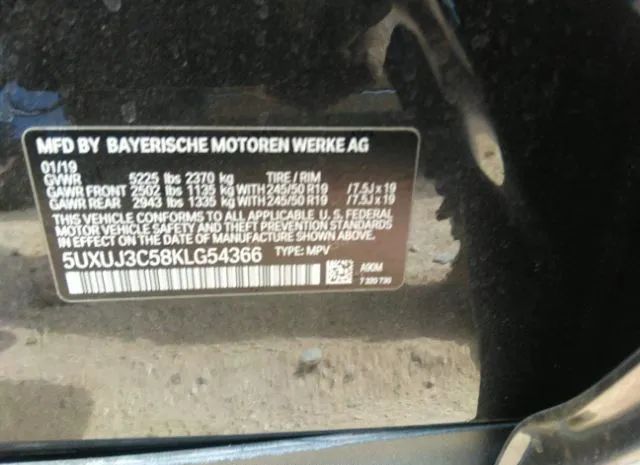 MFD BY BAYERISCHE MOTOREN WERKE AG
01/19
GVWR 5225 lbs 2370 kg TIRE / RIM
GAWR FRONT 2502 lbs 1135 kg WITH 245/50 R19 /7.5J x 19
GAWR REAR 2943 lbs 1335 kg WITH 245/50 R19 /7.5J x 19
THIS VEHICLE CONFORMS TO ALL APPLICABLE U. S. FEDERAL
MOTOR VEHICLE SAFETY AND THEFT PREVENTION STANDARDS
IN EFFECT ON THE DATE OF MANUFACTURE SHOWN ABOVE.
5UXUJ3C58KLG54366 TYPE: MPV
A90M
7 320 730